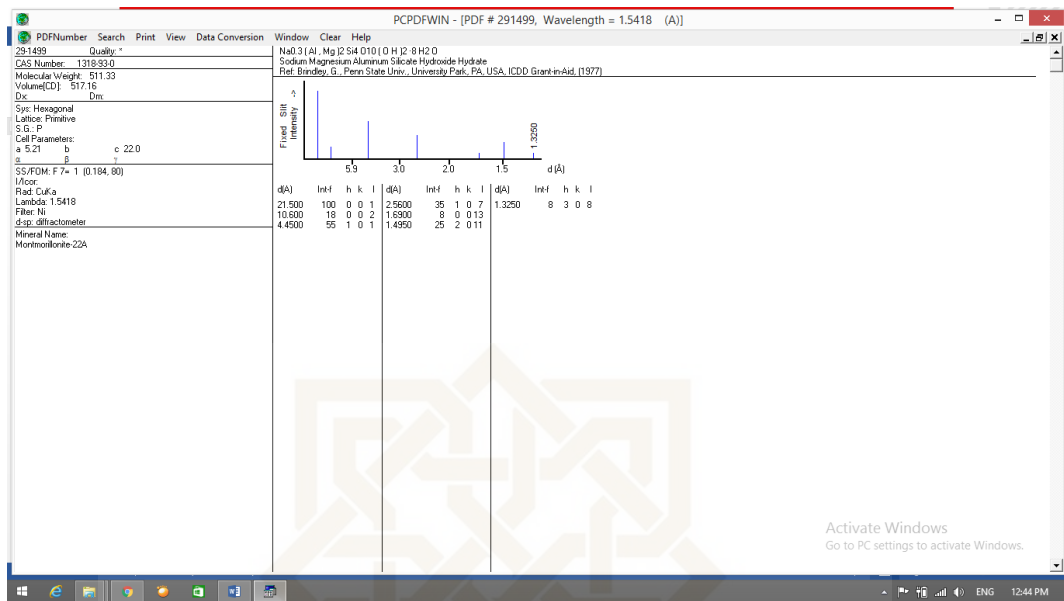 PCPDFWIN - [PDF # 291499, Wavelength = 1.5418 (A)]
PDFNumber Search Print View Data Conversion Window Clear Help
29-1499 Quality: *
CAS Number: 1318-93-0
Molecular Weight: 511.33
Volume[CD]: 517.16
Dx: Dm:
Sys: Hexagonal
Lattice: Primitive
S.G.: P
Cell Parameters:
a 5.21 b c 22.0
α β γ
SS/FOM: F 7= 1 (0.184, 80)
I/Icor:
Rad: CuKa
Lambda: 1.5418
Filter: Ni
d-sp: diffractometer
Mineral Name:
Montmorillonite-22A
Na0.3 ( Al , Mg )2 Si4 O10 ( O H )2 ·8 H2 O
Sodium Magnesium Aluminum Silicate Hydroxide Hydrate
Ref: Brindley, G., Penn State Univ., University Park, PA, USA, ICDD Grant-in-Aid, (1977)
Fixed Slit
Intensity ->
1.3250
5.9 3.0 2.0 1.5 d (Å)
d(A) Int-f h k l d(A) Int-f h k l d(A) Int-f h k l
21.500 100 0 0 1 2.5600 35 1 0 7 1.3250 8 3 0 8
10.600 18 0 0 2 1.6900 8 0 0 13
4.4500 55 1 0 1 1.4950 25 2 0 11
Activate Windows
Go to PC settings to activate Windows.
ENG 12:44 PM